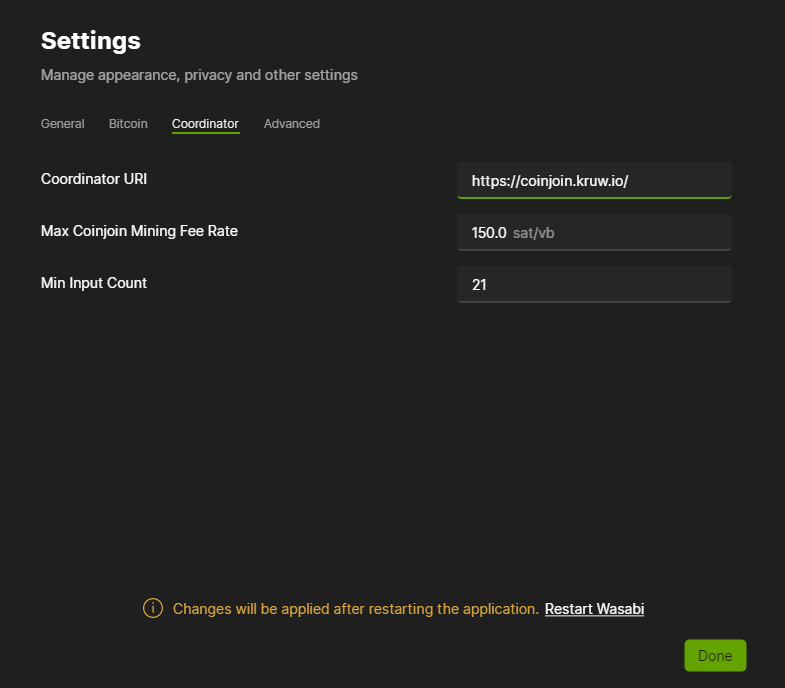 Settings
Manage appearance, privacy and other settings
General Bitcoin Coordinator Advanced
Coordinator URI https://coinjoin.kruw.io/
Max Coinjoin Mining Fee Rate 150.0 sat/vb
Min Input Count 21
Changes will be applied after restarting the application. Restart Wasabi
Done